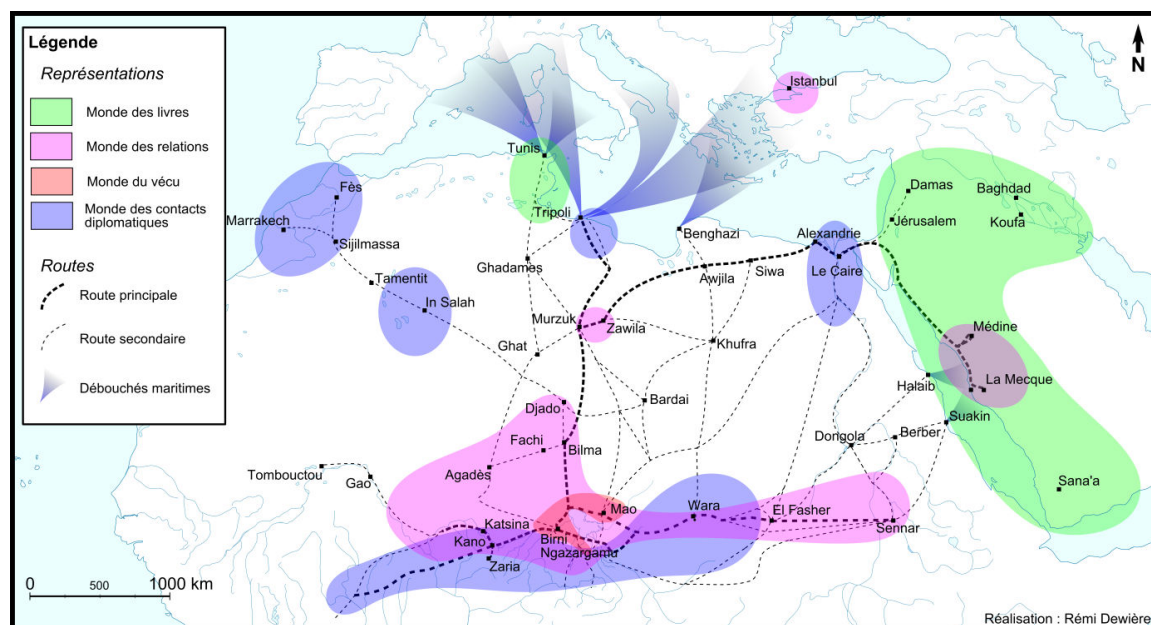 Légende
Représentations
Monde des livres
Monde des relations
Monde du vécu
Monde des contacts
diplomatiques
Routes
Route principale
Route secondaire
Débouchés maritimes
N
Istanbul
Tunis
Fès
Damas
Baghdad
Marrakech
Tripoli
Jérusalem
Koufa
Sijilmassa
Benghazi
Alexandrie
Ghadames
Awjila
Siwa
Le Caire
Tamentit
In Salah
Murzuk
Zawila
Médine
Ghat
Khufra
Halaib
La Mecque
Djado
Bardai
Suakin
Fachi
Bilma
Dongola
Berber
Tombouctou
Gao
Agadès
Sana'a
Mao
Wara
El Fasher
Sennar
Katsina
Kano
Birni
Ngazargamu
Zaria
0 500 1000 km
Réalisation : Rémi Dewière